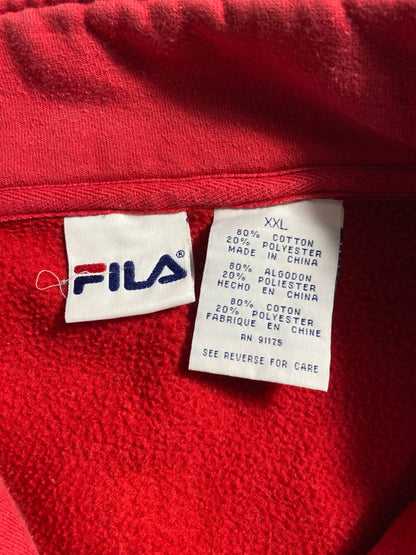 FILA®
XXL
80% COTTON
20% POLYESTER
MADE IN CHINA
80% ALGODON
20% POLIESTER
HECHO EN CHINA
80% COTON
20% POLYESTER
FABRIQUE EN CHINE
RN 91175
SEE REVERSE FOR CARE